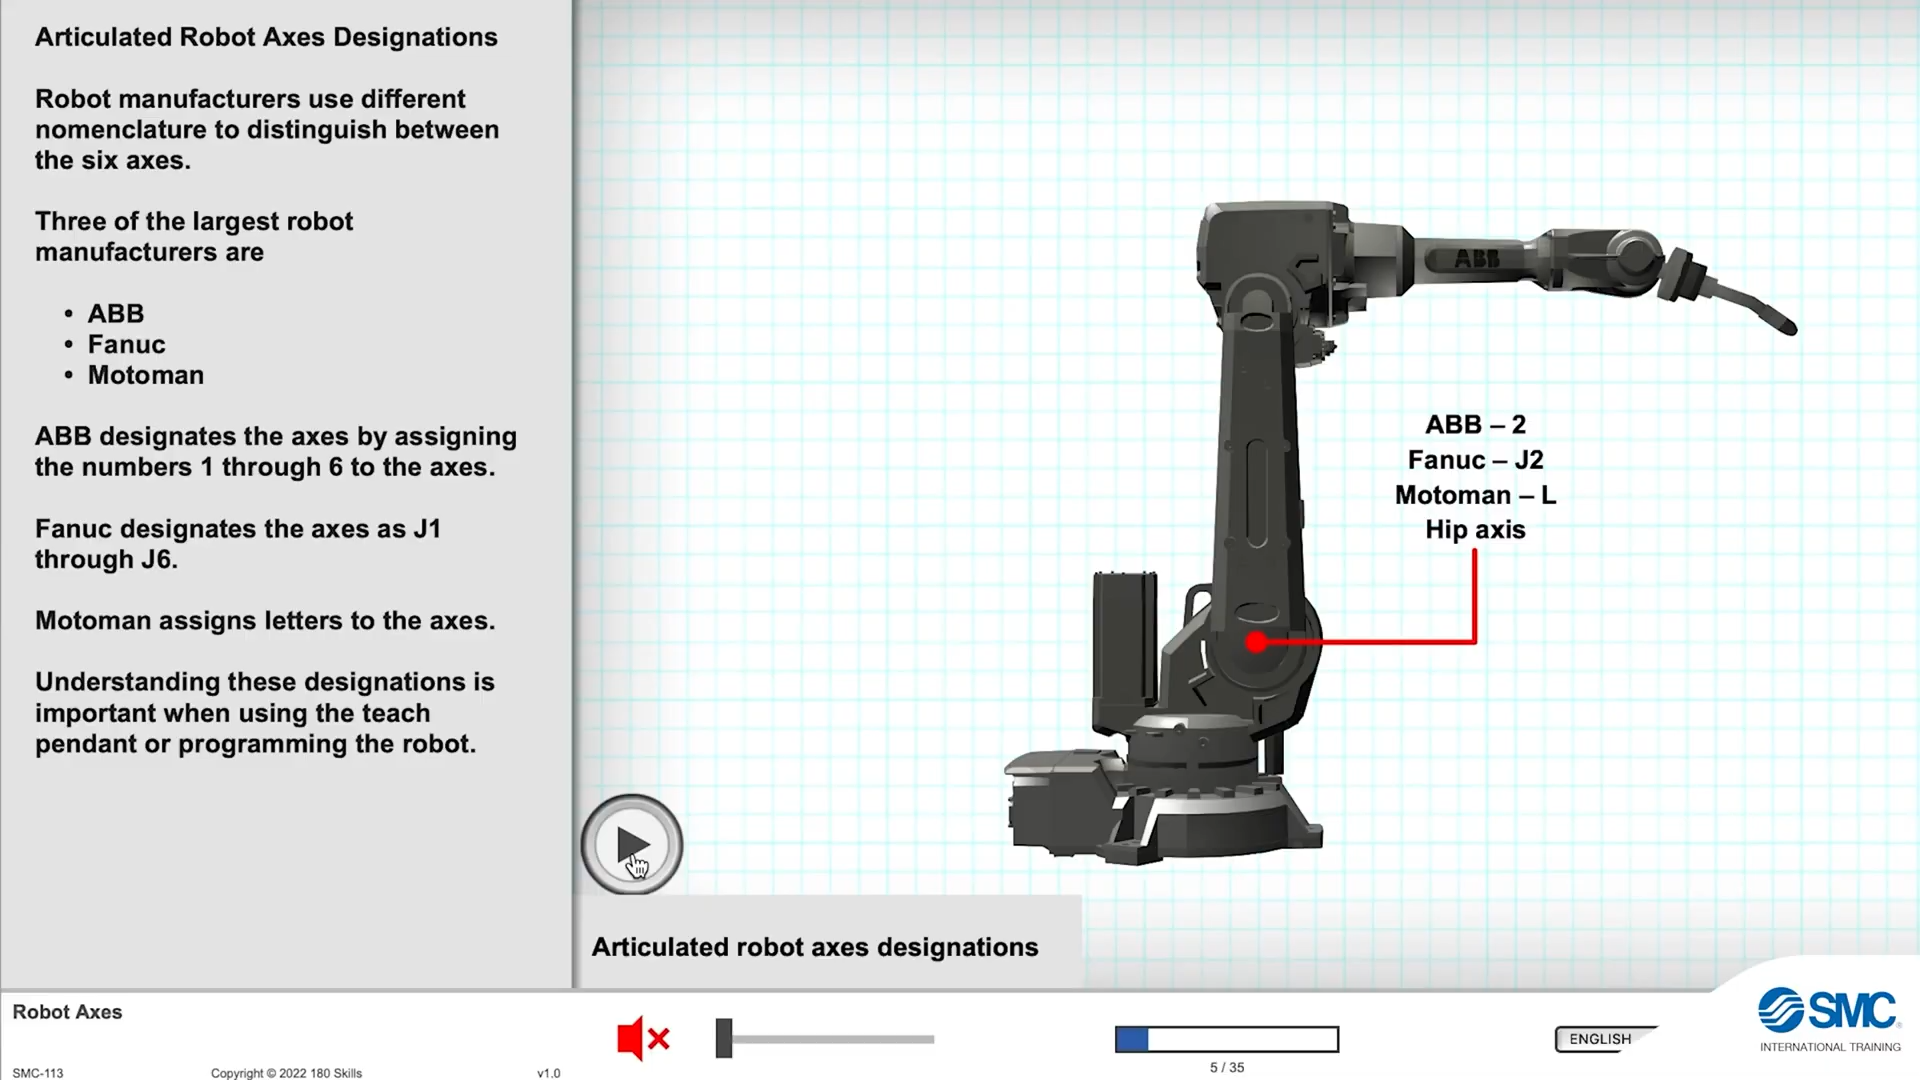 Articulated Robot Axes Designations
Robot manufacturers use different
nomenclature to distinguish between
the six axes.
Three of the largest robot
manufacturers are
• ABB
• Fanuc
• Motoman
ABB designates the axes by assigning
the numbers 1 through 6 to the axes.
Fanuc designates the axes as J1
through J6.
Motoman assigns letters to the axes.
Understanding these designations is
important when using the teach
pendant or programming the robot.
ABB
ABB – 2
Fanuc – J2
Motoman – L
Hip axis
Articulated robot axes designations
Robot Axes
SMC-113
Copyright © 2022 180 Skills
v1.0
5 / 35
ENGLISH
SMC
INTERNATIONAL TRAINING